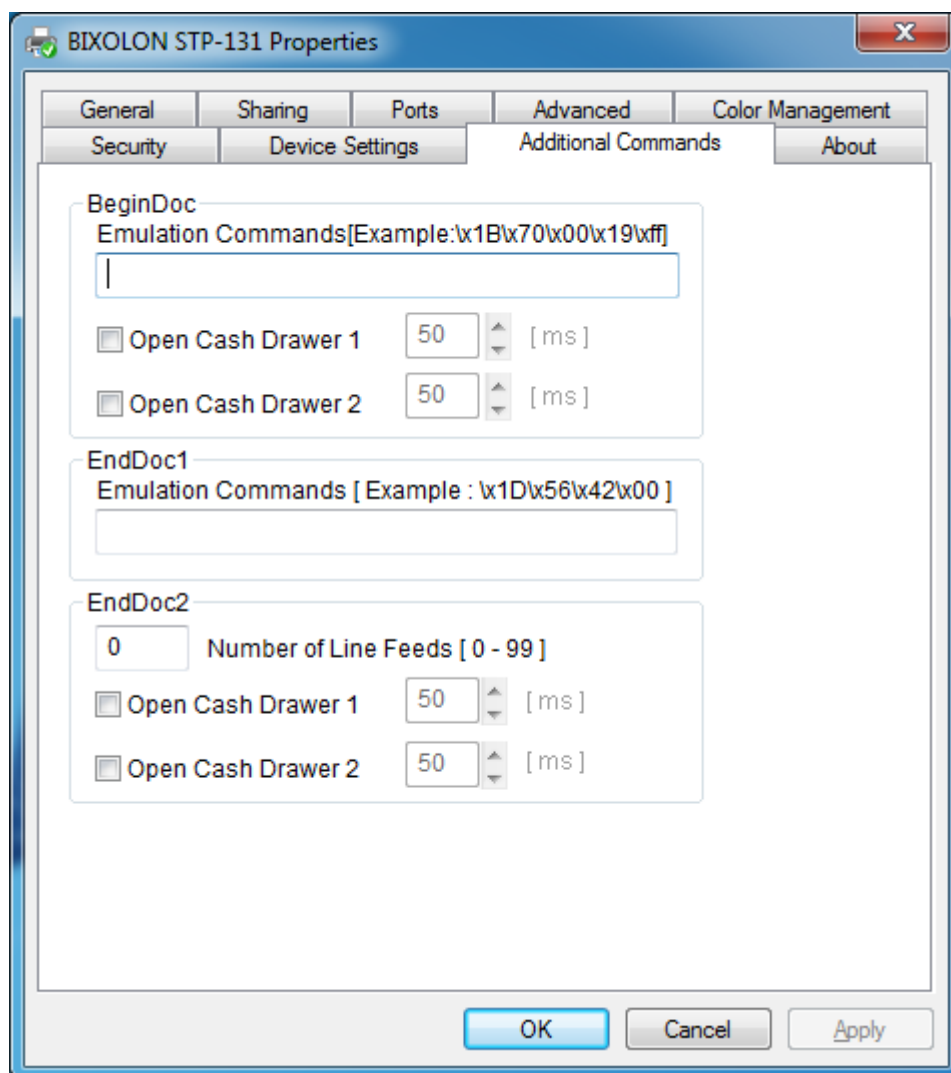 BIXOLON STP-131 Properties
General Sharing Ports Advanced Color Management
Security Device Settings Additional Commands About
BeginDoc
Emulation Commands[Example:\x1B\x70\x00\x19\xff]
Open Cash Drawer 1 50 [ ms ]
Open Cash Drawer 2 50 [ ms ]
EndDoc1
Emulation Commands [ Example : \x1D\x56\x42\x00 ]
EndDoc2
0 Number of Line Feeds [ 0 - 99 ]
Open Cash Drawer 1 50 [ ms ]
Open Cash Drawer 2 50 [ ms ]
OK Cancel Apply